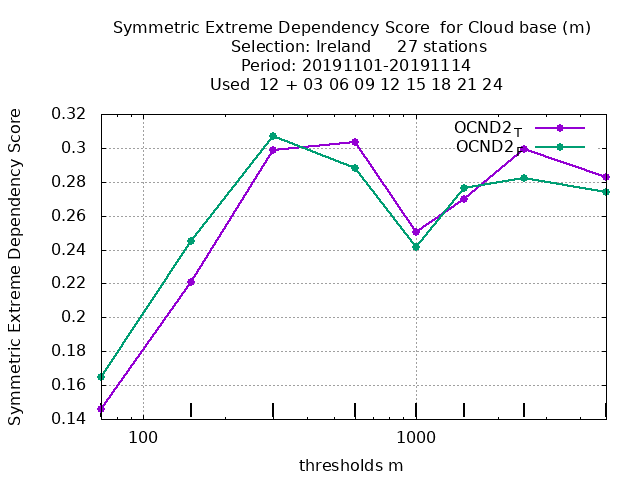 Symmetric Extreme Dependency Score for Cloud base (m)
Selection: Ireland 27 stations
Period: 20191101-20191114
Used 12 + 03 06 09 12 15 18 21 24
Symmetric Extreme Dependency Score
0.32
0.3
0.28
0.26
0.24
0.22
0.2
0.18
0.16
0.14
OCND2T
OCND2
100
1000
thresholds m